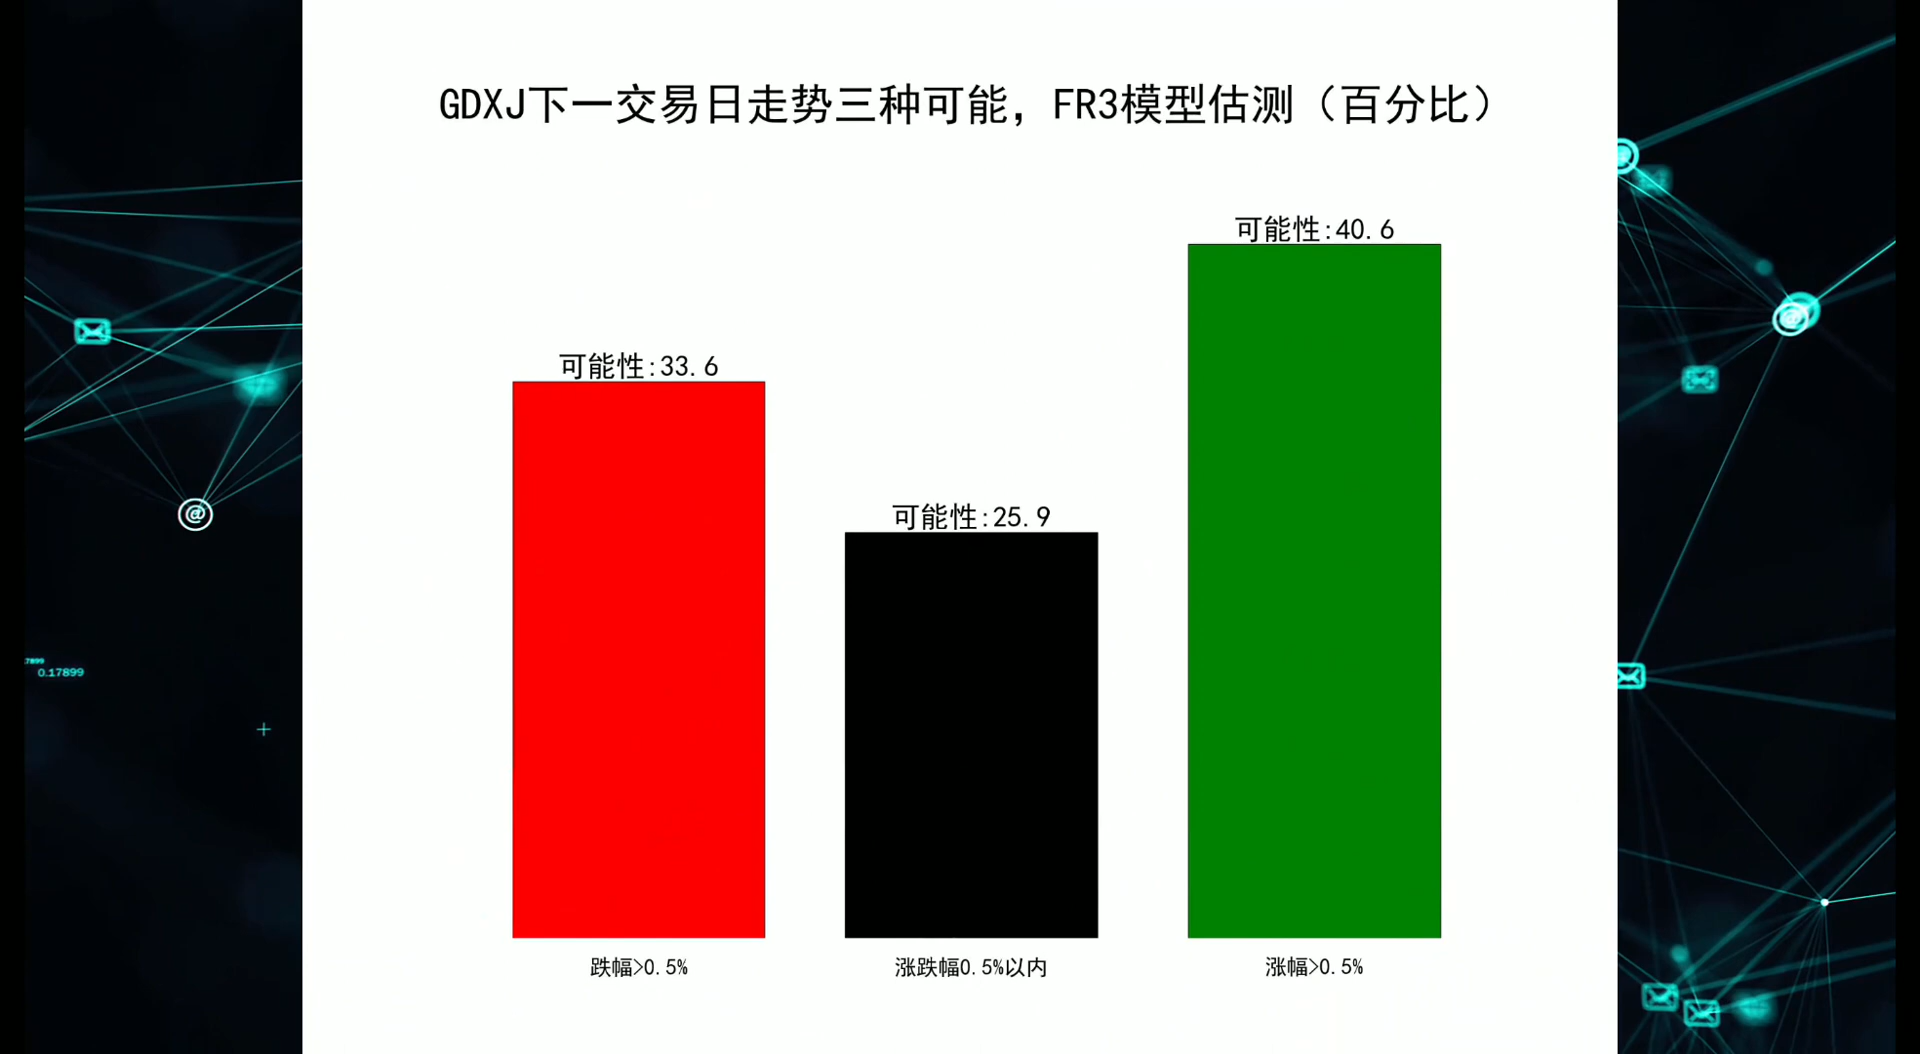 GDXJ下一交易日走势三种可能，FR3模型估测（百分比）
可能性:40.6
可能性:33.6
可能性:25.9
跌幅>0.5%
涨跌幅0.5%以内
涨幅>0.5%
7899
0.17899